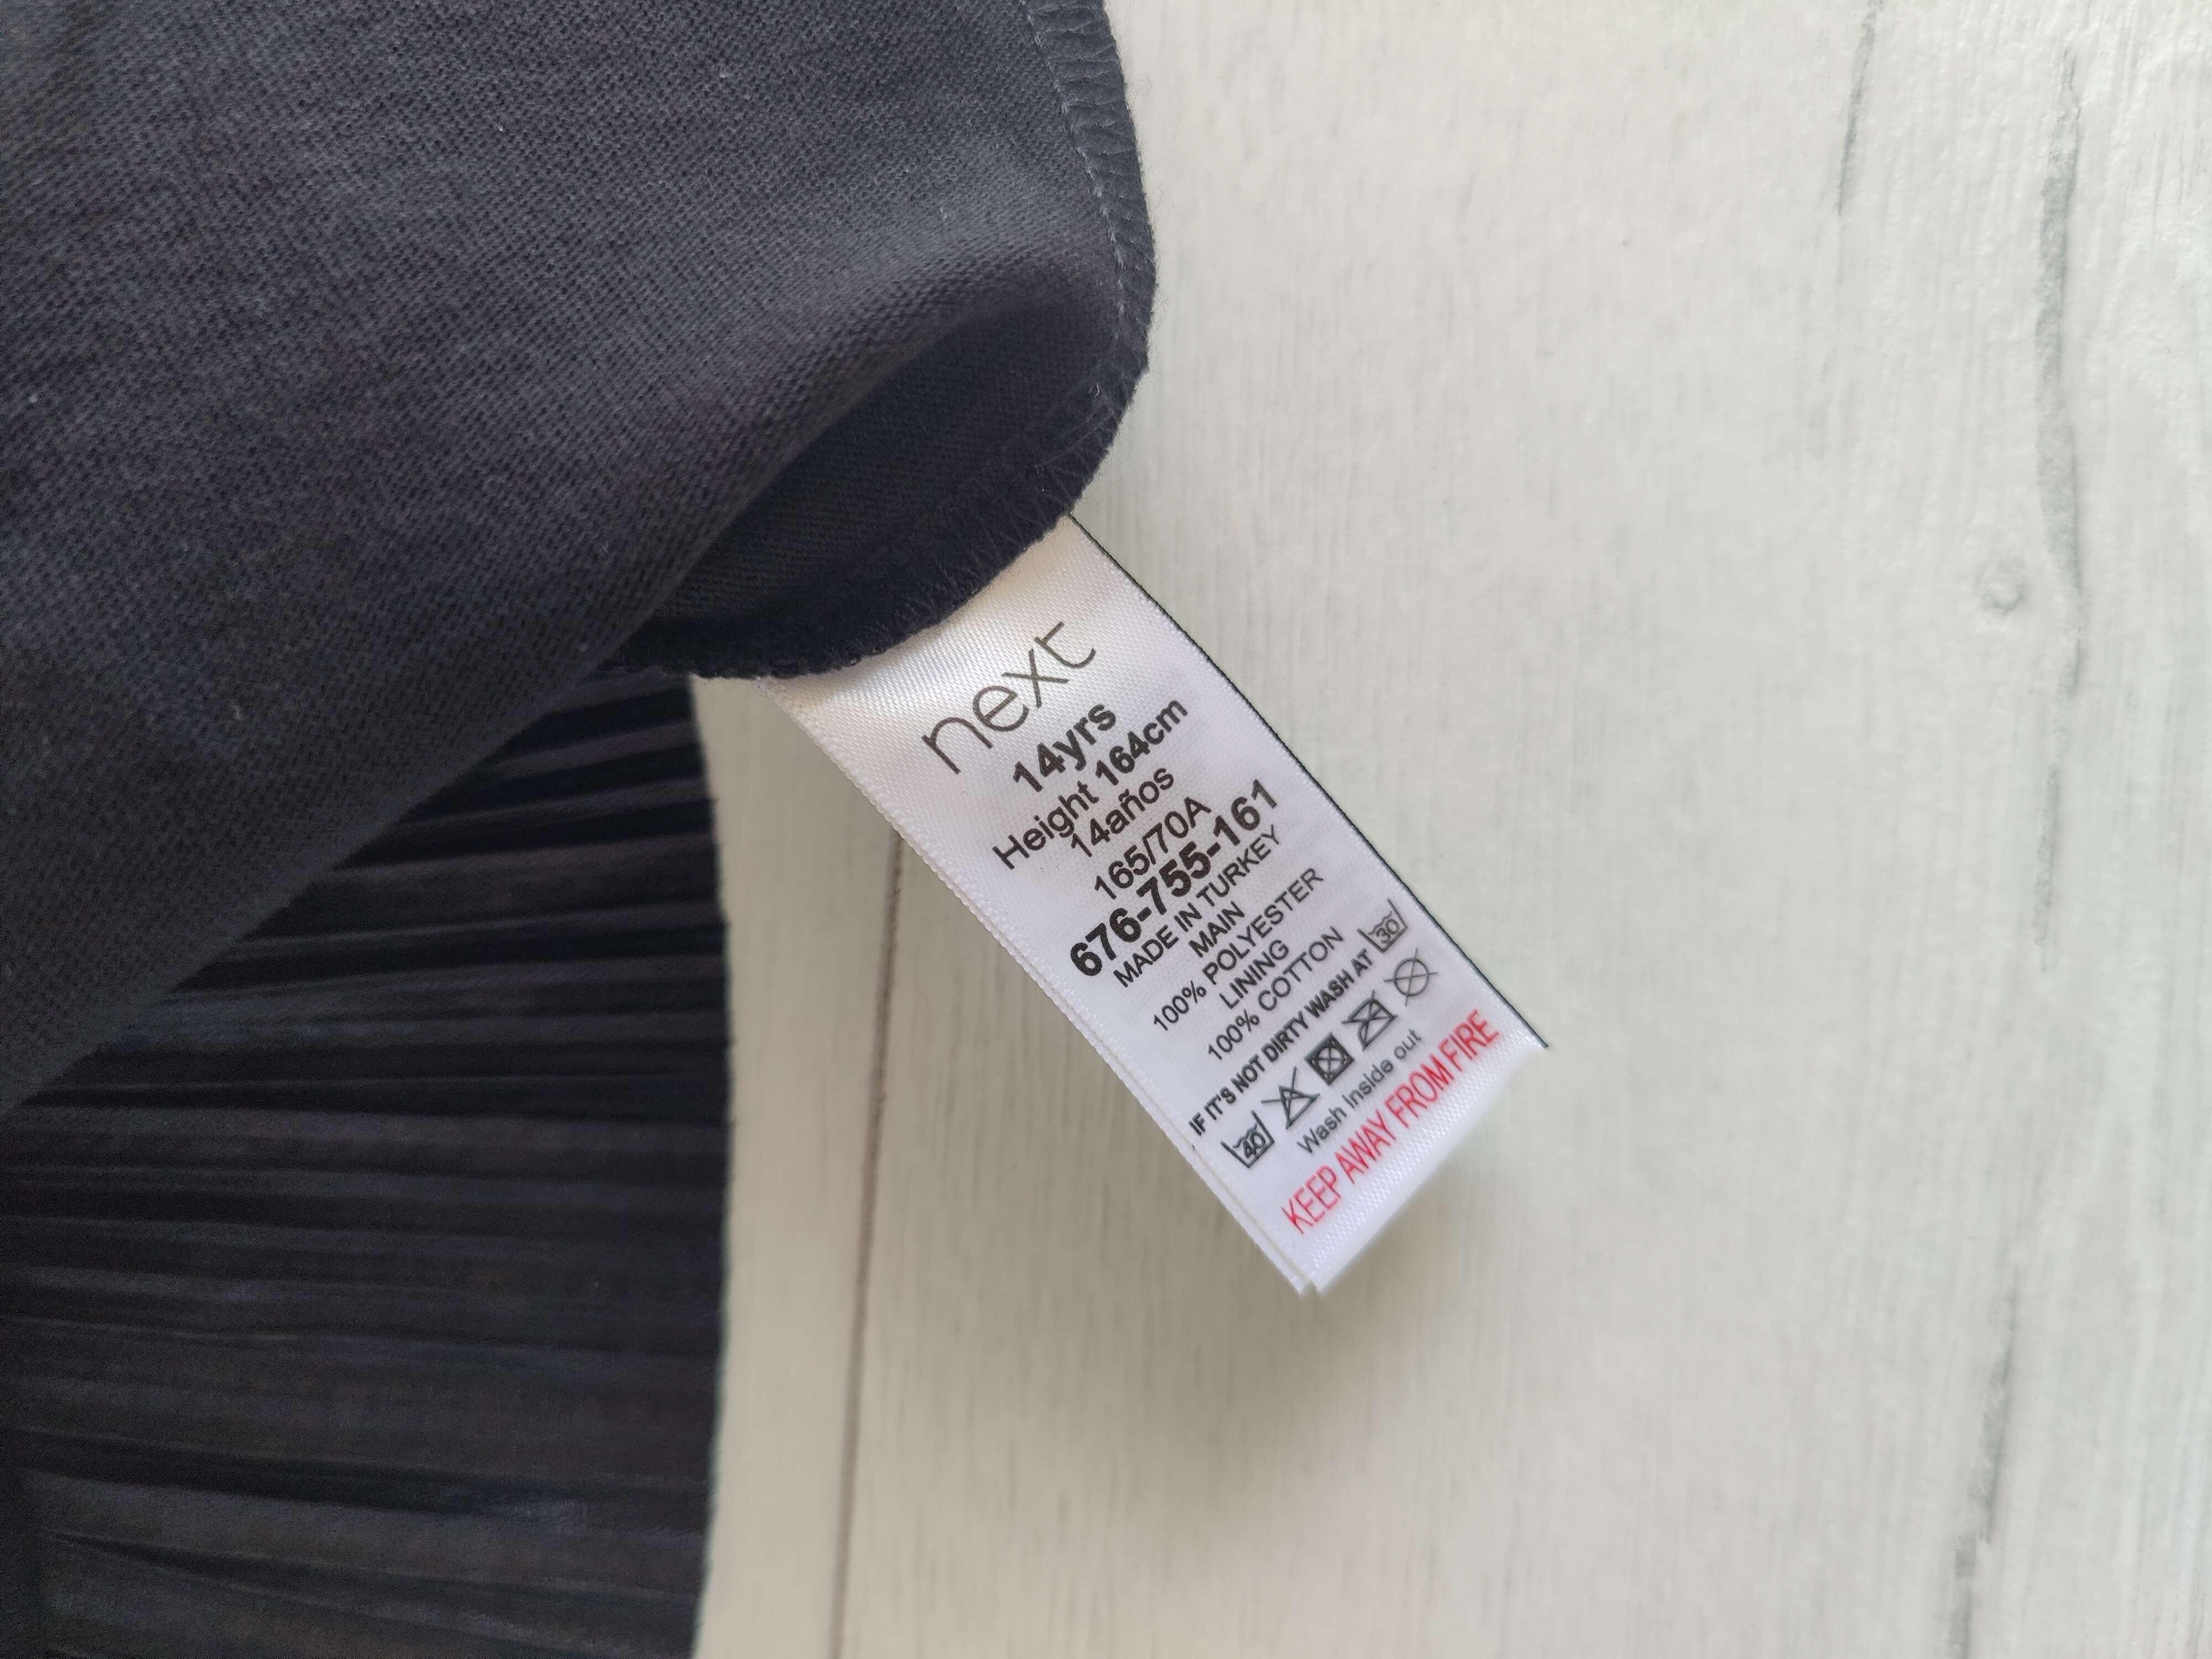 next
14yrs
Height 164cm
14años
165/70A
676-755-161
MADE IN TURKEY
MAIN
100% POLYESTER
LINING
100% COTTON
IF IT'S NOT DIRTY WASH AT 30
40
Wash Inside out
KEEP AWAY FROM FIRE